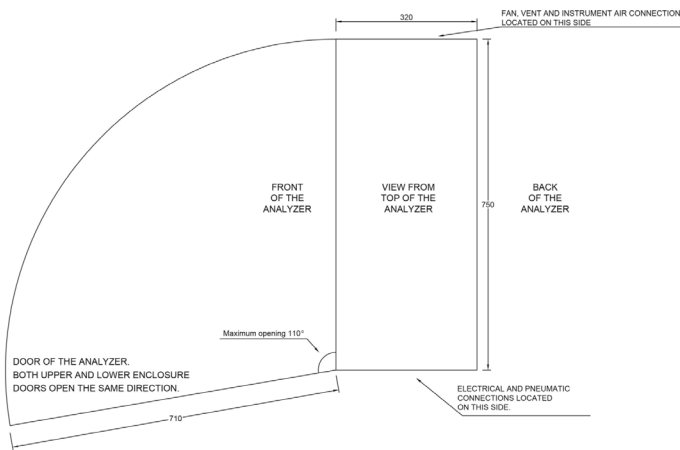 320
FAN, VENT AND INSTRUMENT AIR CONNECTION
LOCATED ON THIS SIDE
FRONT
OF THE
ANALYZER
VIEW FROM
TOP OF THE
ANALYZER
750
BACK
OF THE
ANALYZER
Maximum opening 110°
DOOR OF THE ANALYZER.
BOTH UPPER AND LOWER ENCLOSURE
DOORS OPEN THE SAME DIRECTION.
710
ELECTRICAL AND PNEUMATIC
CONNECTIONS LOCATED
ON THIS SIDE.